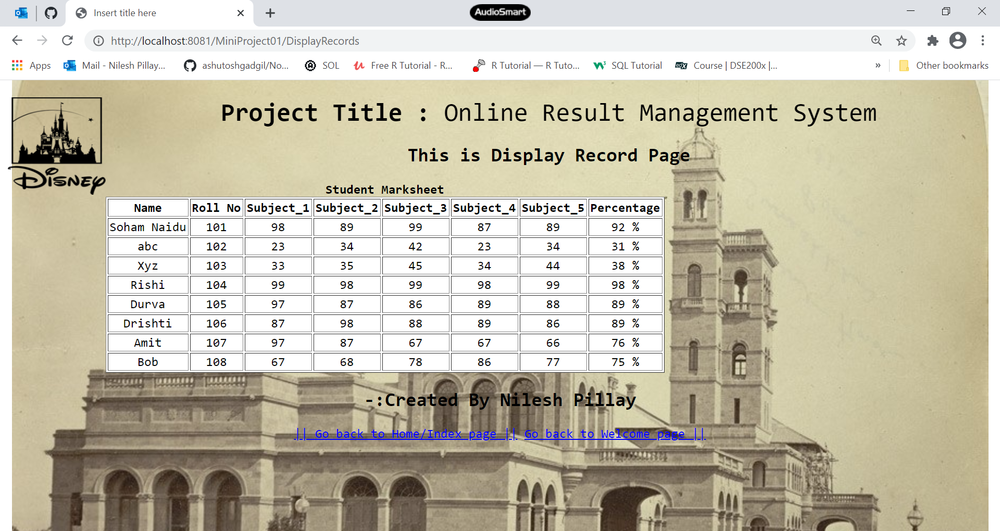 Insert title here
AudioSmart
http://localhost:8081/MiniProject01/DisplayRecords
Apps Mail - Nilesh Pillay... ashutoshgadgil/No... SOL Free R Tutorial - R... R Tutorial — R Tuto... SQL Tutorial edX Course | DSE200x |... » Other bookmarks
Project Title : Online Result Management System
This is Display Record Page
DISNEY
Student Marksheet
Name Roll No Subject_1 Subject_2 Subject_3 Subject_4 Subject_5 Percentage
Soham Naidu 101 98 89 99 87 89 92 %
abc 102 23 34 42 23 34 31 %
Xyz 103 33 35 45 34 44 38 %
Rishi 104 99 98 99 98 99 98 %
Durva 105 97 87 86 89 88 89 %
Drishti 106 87 98 88 89 86 89 %
Amit 107 97 87 67 67 66 76 %
Bob 108 67 68 78 86 77 75 %
-:Created By Nilesh Pillay
|| Go back to Home/Index page || Go back to Welcome page ||